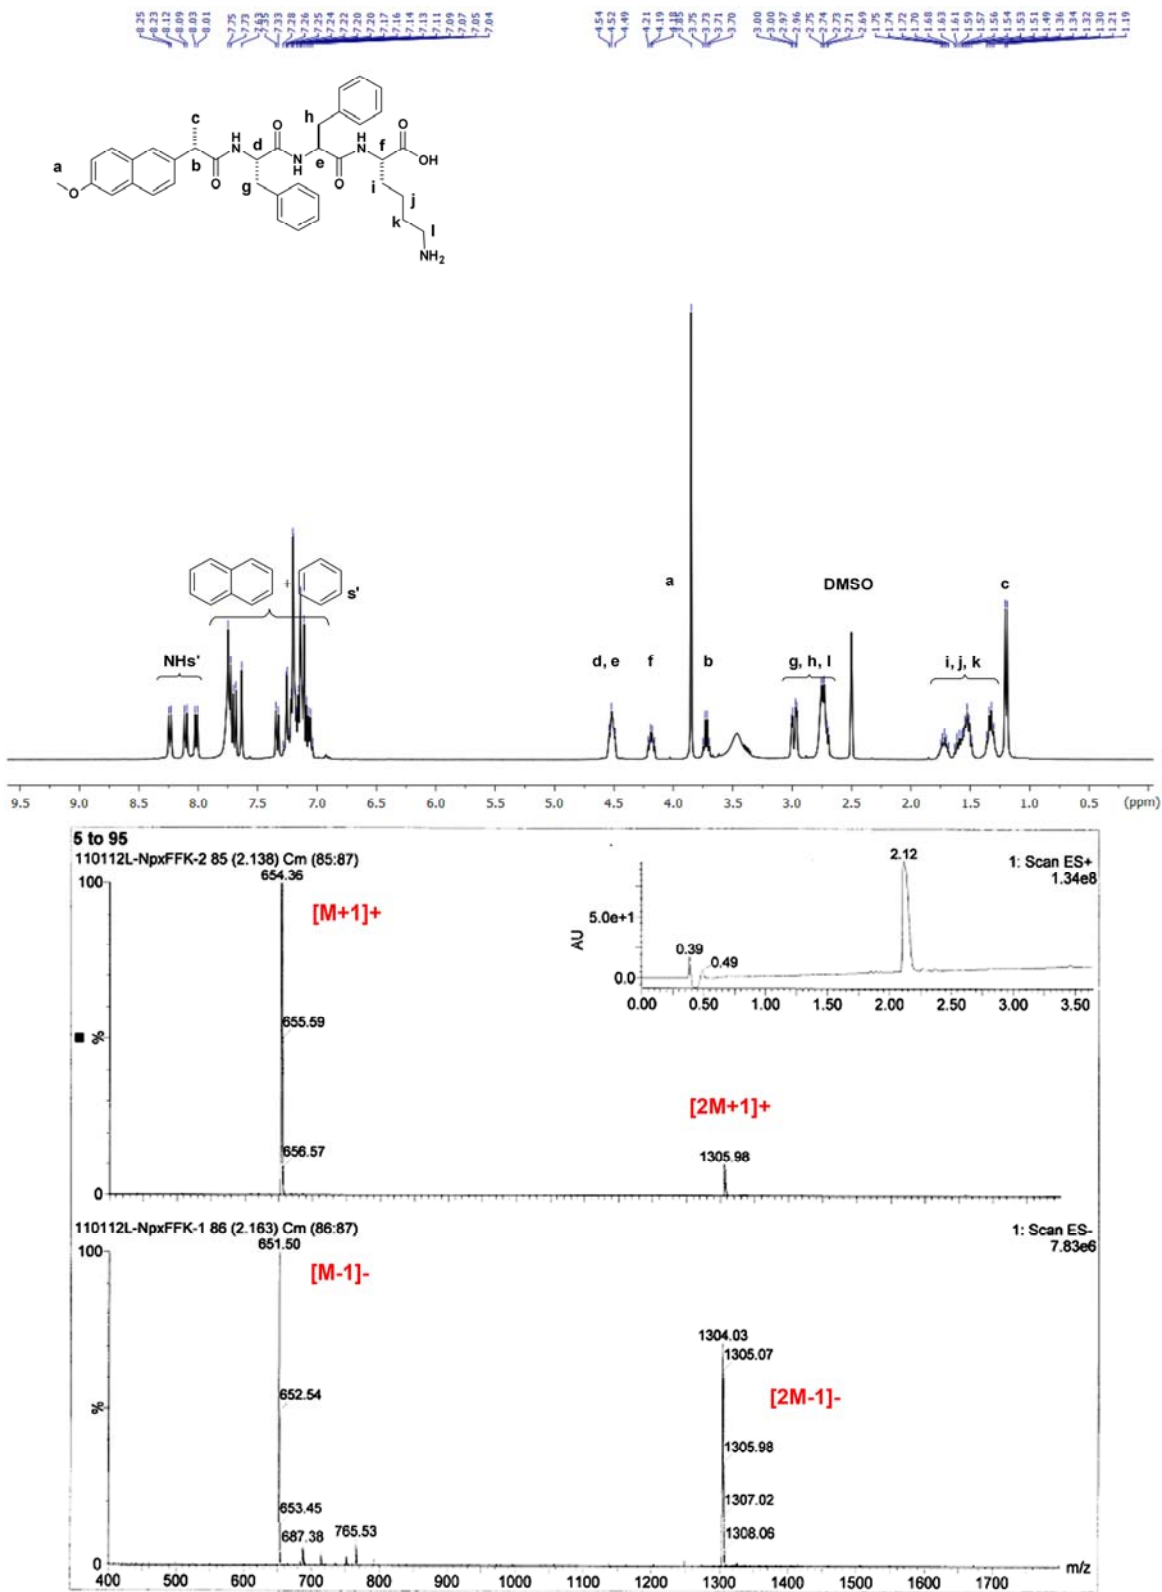 8.25 8.23 8.12 8.09 8.03 8.01 7.75 7.73 7.63 7.35 7.33 7.28 7.26 7.25 7.24 7.22 7.20 7.20 7.17 7.16 7.14 7.13 7.11 7.09 7.07 7.05 7.04 4.54 4.52 4.49 4.21 4.19 4.18 3.85 3.75 3.73 3.71 3.70 3.00 3.00 2.97 2.96 2.75 2.74 2.73 2.71 2.69 1.75 1.74 1.72 1.70 1.68 1.63 1.61 1.59 1.57 1.56 1.54 1.53 1.51 1.49 1.36 1.34 1.32 1.30 1.21 1.19
c h
H N d O H N f O
a OH
b O N H e O
O g i j
k l
NH2
+ s'
a DMSO c
NHs' d, e f b g, h, l i, j, k
9.5 9.0 8.5 8.0 7.5 7.0 6.5 6.0 5.5 5.0 4.5 4.0 3.5 3.0 2.5 2.0 1.5 1.0 0.5 (ppm)
5 to 95
110112L-NpxFFK-2 85 (2.138) Cm (85:87)
1: Scan ES+
1.34e8
100 654.36
[M+1]+
2.12
AU 5.0e+1
0.39 0.49
0.0
0.00 0.50 1.00 1.50 2.00 2.50 3.00 3.50
655.59
%
[2M+1]+
656.57 1305.98
0
110112L-NpxFFK-1 86 (2.163) Cm (86:87)
1: Scan ES-
7.83e6
100 651.50
[M-1]-
1304.03
1305.07
652.54 [2M-1]-
%
1305.98
653.45 1307.02
687.38 765.53 1308.06
0 m/z
400 500 600 700 800 900 1000 1100 1200 1300 1400 1500 1600 1700